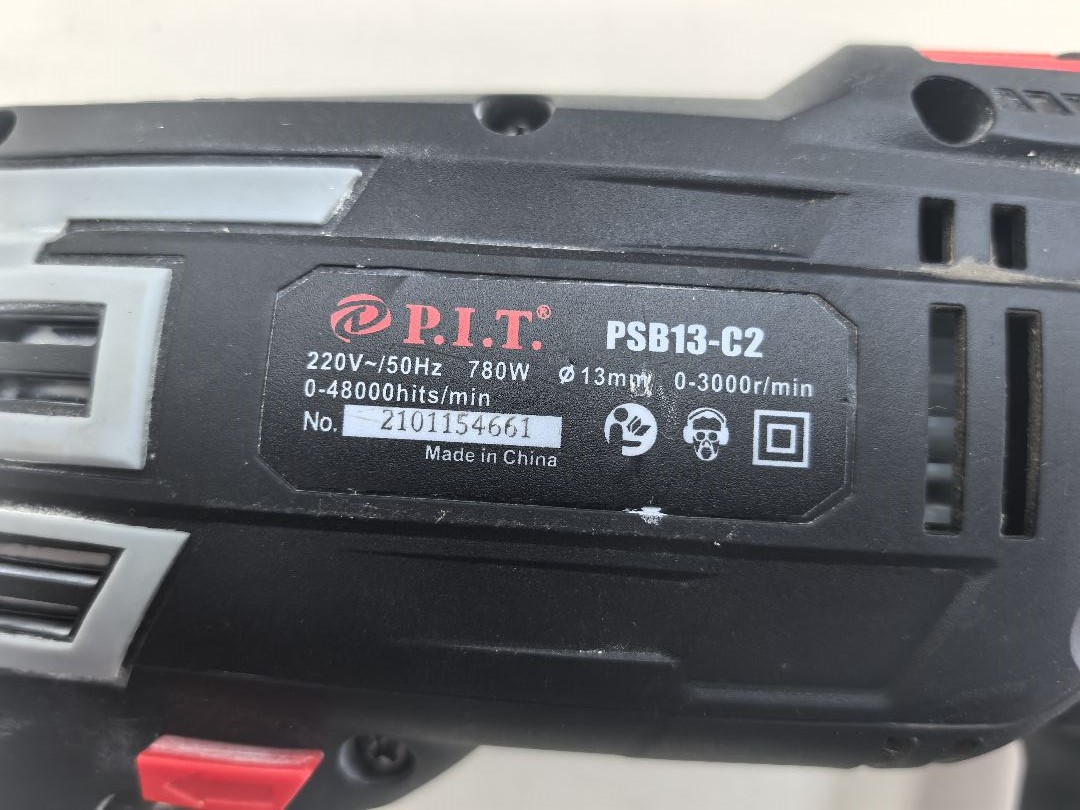 P.I.T.® PSB13-C2
220V~/50Hz 780W Ø13mm 0-3000r/min
0-48000hits/min
No. 2101154661
Made in China